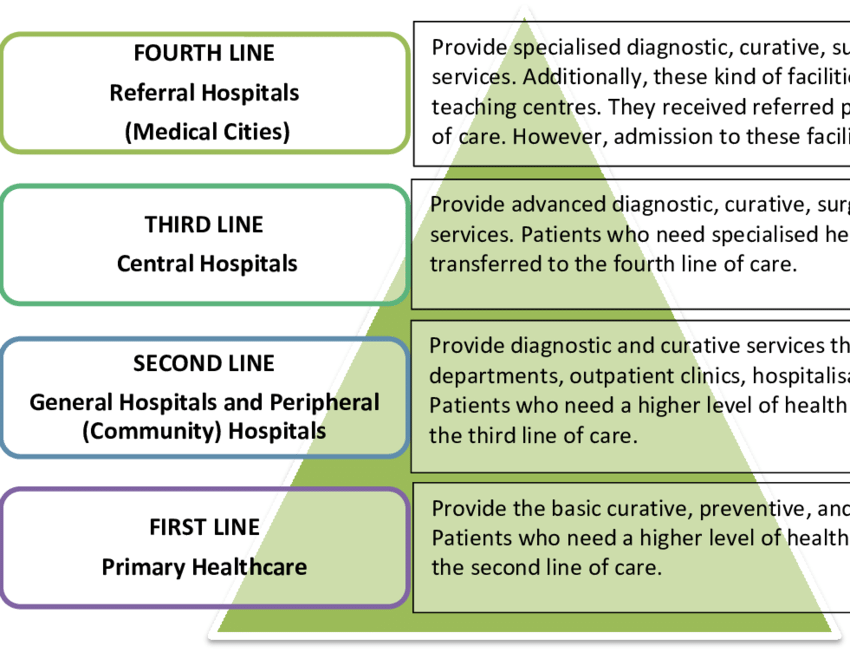 FOURTH LINE
Referral Hospitals
(Medical Cities)
Provide specialised diagnostic, curative,
services. Additionally, these kind of
teaching centres. They received referred
of care. However, admission to these
THIRD LINE
Central Hospitals
Provide advanced diagnostic, curative,
services. Patients who need specialised
transferred to the fourth line of care.
SECOND LINE
General Hospitals and Peripheral
(Community) Hospitals
Provide diagnostic and curative services
departments, outpatient clinics,
Patients who need a higher level of health
the third line of care.
FIRST LINE
Primary Healthcare
Provide the basic curative, preventive, and
Patients who need a higher level of health
the second line of care.